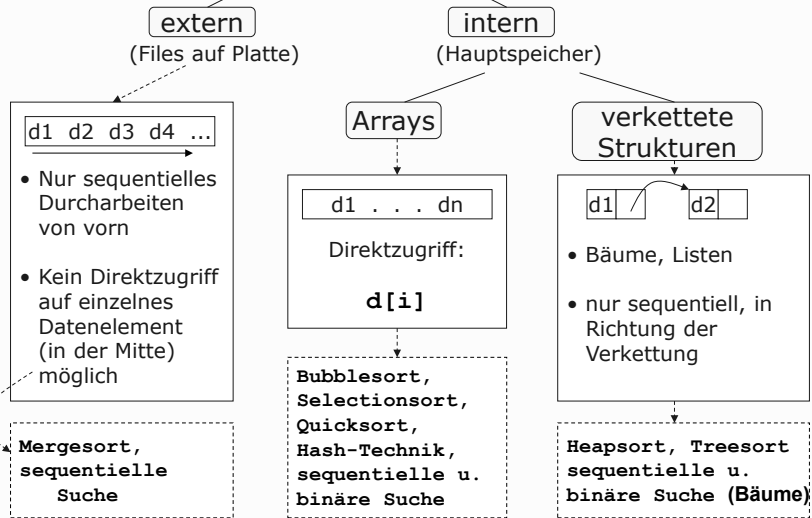 extern
(Files auf Platte)
intern
(Hauptspeicher)
d1 d2 d3 d4 ...
• Nur sequentielles
Durcharbeiten
von vorn
• Kein Direktzugriff
auf einzelnes
Datenelement
(in der Mitte)
möglich
Mergesort,
sequentielle
Suche
Arrays
d1 . . . dn
Direktzugriff:
d[i]
Bubblesort,
Selectionsort,
Quicksort,
Hash-Technik,
sequentielle u.
binäre Suche
verkettete
Strukturen
d1 d2
• Bäume, Listen
• nur sequentiell, in
Richtung der
Verkettung
Heapsort, Treesort
sequentielle u.
binäre Suche (Bäume)